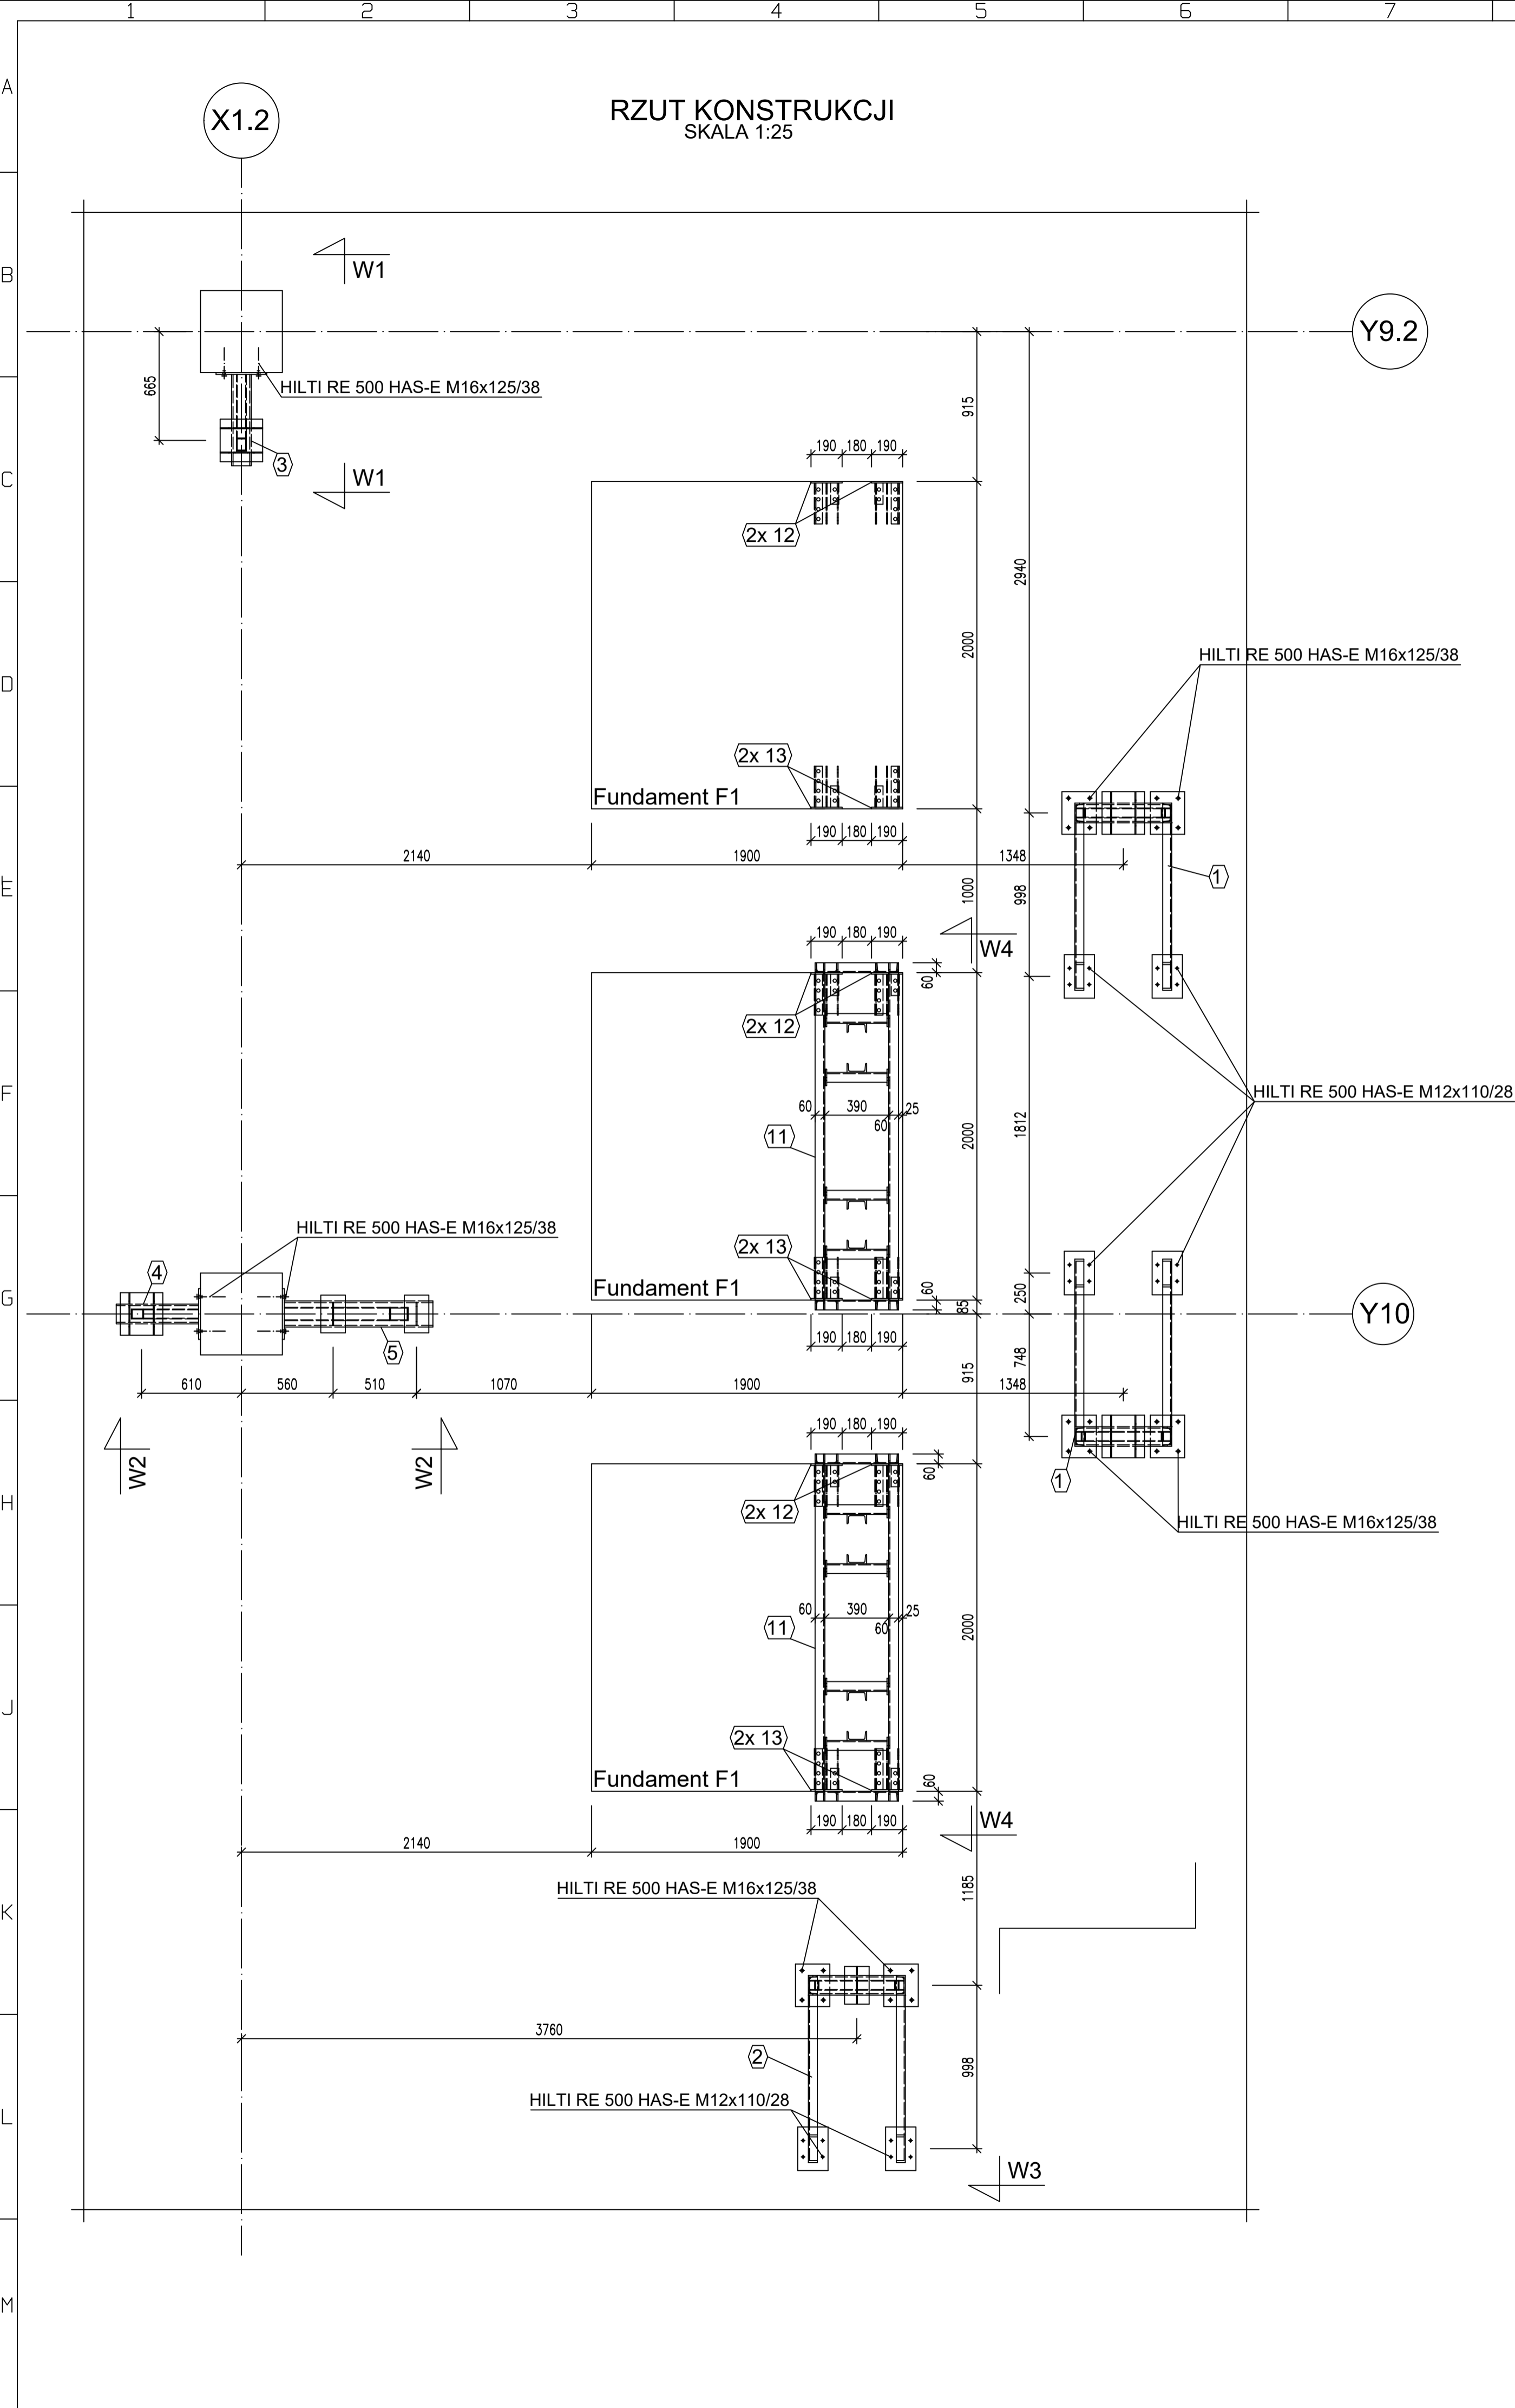 1 2 3 4 5 6 7
A
X1.2
RZUT KONSTRUKCJI
SKALA 1:25
B
W1
Y9.2
665
HILTI RE 500 HAS-E M16x125/38
915
3
C
W1
190 180 190
2x 12
2940
2000
HILTI RE 500 HAS-E M16x125/38
D
2x 13
Fundament F1
190 180 190
2140 1900 1348
E
1000
998
1
190 180 190
W4
60
2x 12
F
HILTI RE 500 HAS-E M12x110/28
60 390 60 25
2000
1812
11
HILTI RE 500 HAS-E M16x125/38
2x 13
4
Fundament F1
60
85
250
G
Y10
190 180 190
5
915
748
610 560 510 1070 1900 1348
190 180 190
W2
W2
60
1
H
2x 12
HILTI RE 500 HAS-E M16x125/38
60 390 60 25
2000
11
J
2x 13
Fundament F1
60
190 180 190
W4
2140 1900
HILTI RE 500 HAS-E M16x125/38
1185
K
3760
2
998
HILTI RE 500 HAS-E M12x110/28
L
W3
M